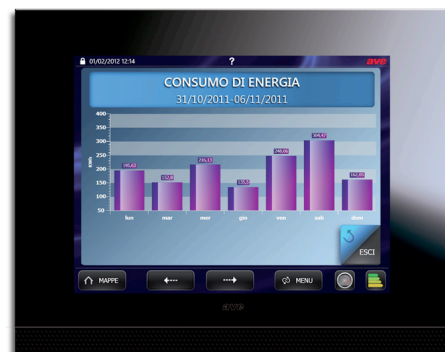 01/02/2012 12:14 ? ave
CONSUMO DI ENERGIA
31/10/2011-06/11/2011
400
350
300
250
200
150
100
50
kWh
lun mar mer gio ven sab dom
ESCI
MAPPE MENU
ave